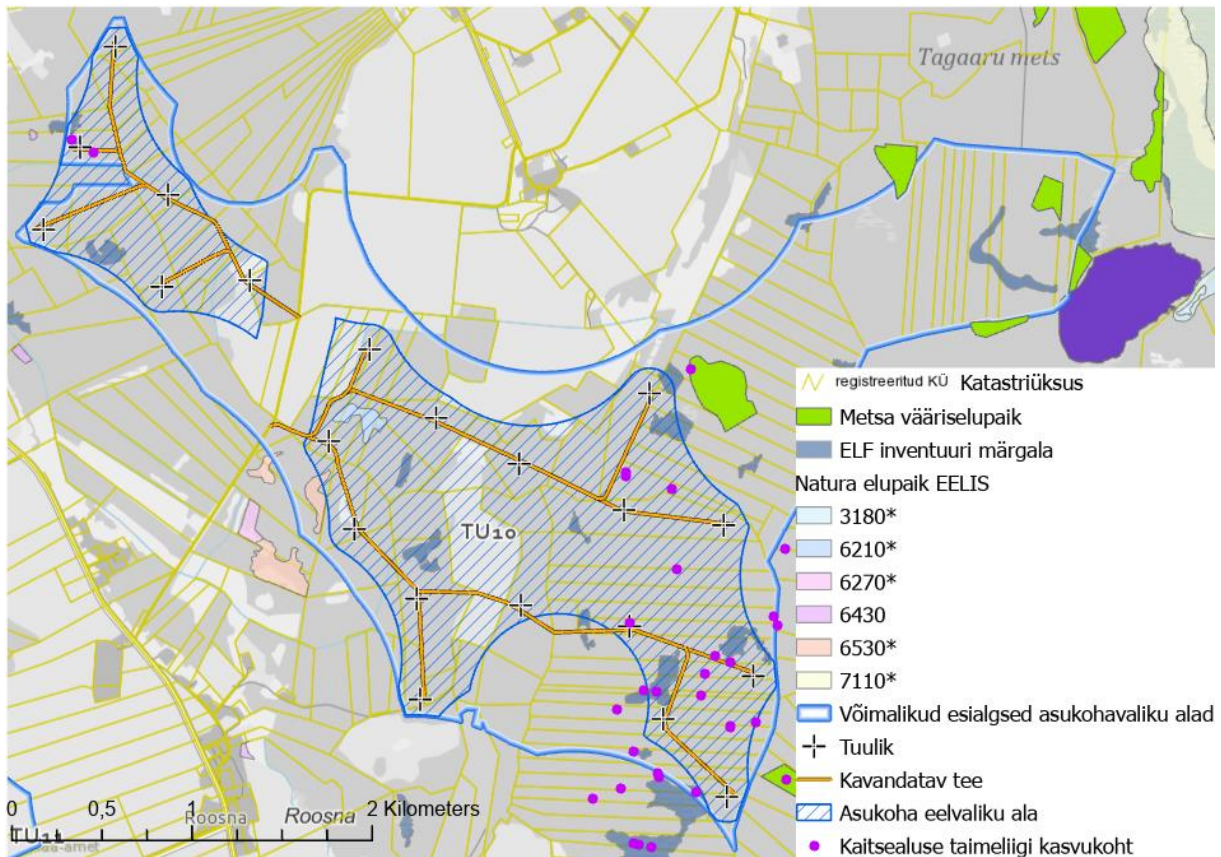 Tagaaru mets
registreeritud KÜ Katastriüksus
Metsa vääriselupaik
ELF inventuuri märgala
Natura elupaik EELIS
3180*
6210*
6270*
6430
6530*
7110*
Võimalikud esialgsed asukohavaliku alad
Tuulik
Kavandatav tee
Asukoha eelvaliku ala
Kaitsealuse taimeliigi kasvukoht
TU10
0 0,5 1 2 Kilometers
Roosna Roosna